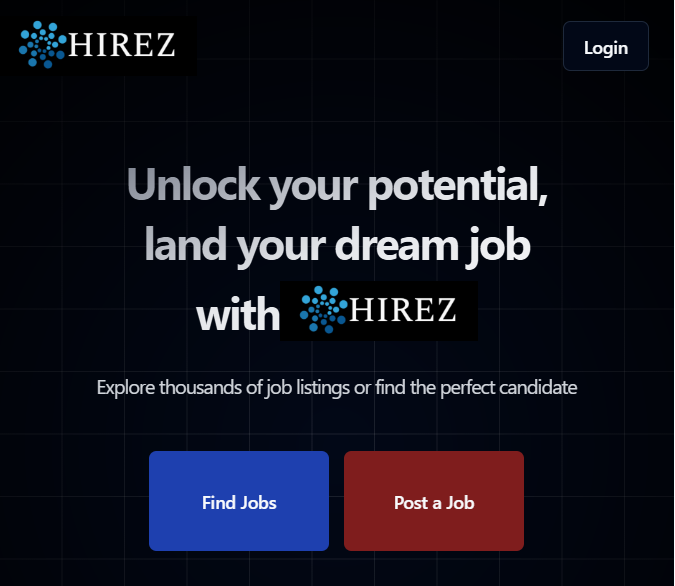 HIREZ
Login
Unlock your potential,
land your dream job
with HIREZ
Explore thousands of job listings or find the perfect candidate
Find Jobs
Post a Job